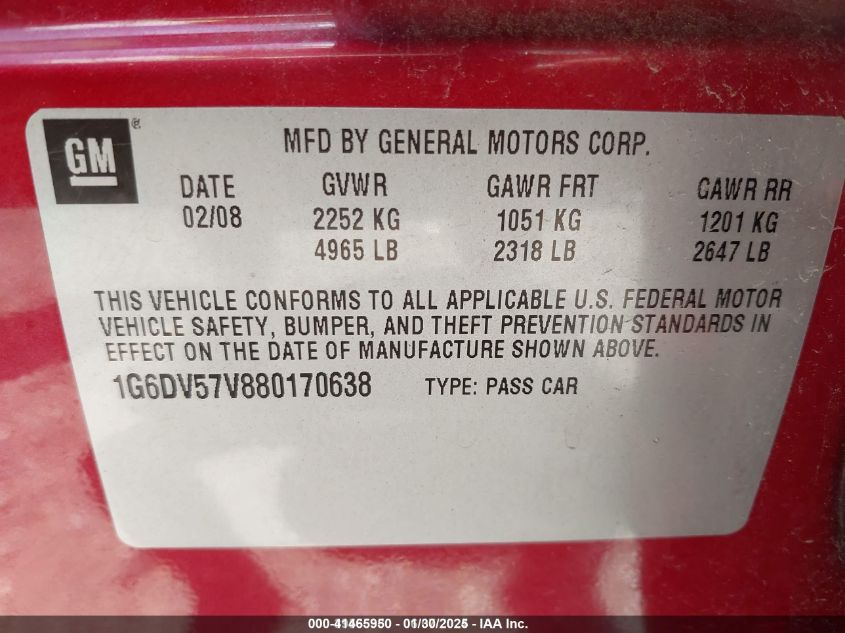 GM ®
MFD BY GENERAL MOTORS CORP.
DATE GVWR GAWR FRT GAWR RR
02/08 2252 KG 1051 KG 1201 KG
4965 LB 2318 LB 2647 LB
THIS VEHICLE CONFORMS TO ALL APPLICABLE U.S. FEDERAL MOTOR
VEHICLE SAFETY, BUMPER, AND THEFT PREVENTION STANDARDS IN
EFFECT ON THE DATE OF MANUFACTURE SHOWN ABOVE.
1G6DV57V880170638 TYPE: PASS CAR
000-41465950 - 01/30/2025 - IAA Inc.